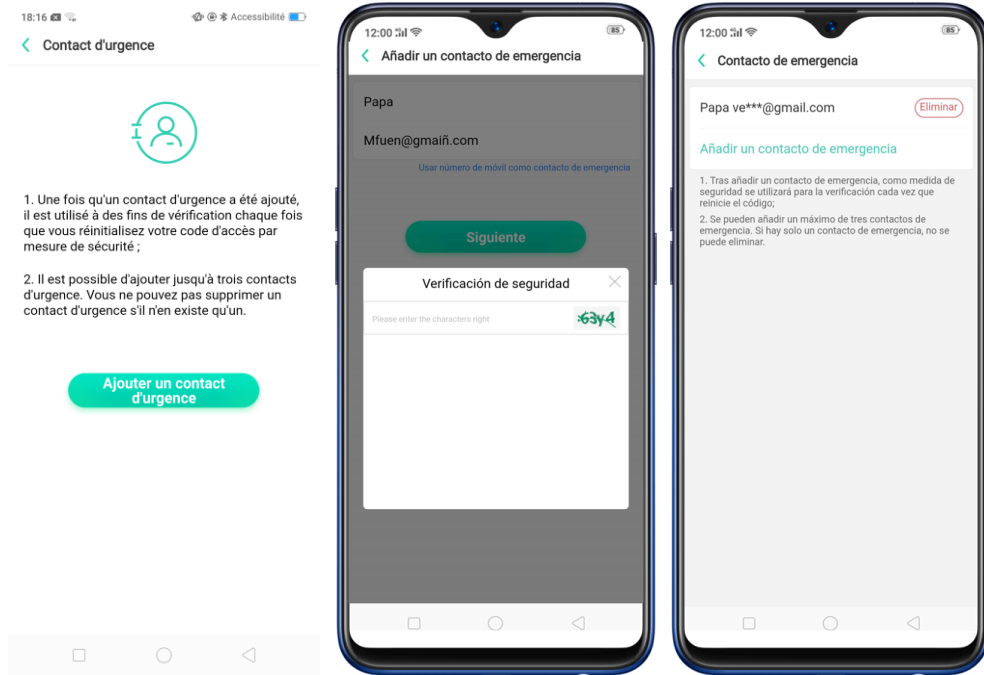 18:16
Accessibilité
Contact d'urgence
1. Une fois qu'un contact d'urgence a été ajouté,
il est utilisé à des fins de vérification chaque fois
que vous réinitialisez votre code d'accès par
mesure de sécurité ;
2. Il est possible d'ajouter jusqu'à trois contacts
d'urgence. Vous ne pouvez pas supprimer un
contact d'urgence s'il n'en existe qu'un.
Ajouter un contact
d'urgence
12:00
85
Añadir un contacto de emergencia
Papa
Mfuen@gmaiñ.com
Usar número de móvil como contacto de emergencia
Siguiente
Verificación de seguridad
Please enter the characters right
63y4
12:00
85
Contacto de emergencia
Papa ve***@gmail.com
Eliminar
Añadir un contacto de emergencia
1. Tras añadir un contacto de emergencia, como medida de
seguridad se utilizará para la verificación cada vez que
reinicie el código;
2. Se pueden añadir un máximo de tres contactos de
emergencia. Si hay solo un contacto de emergencia, no se
puede eliminar.